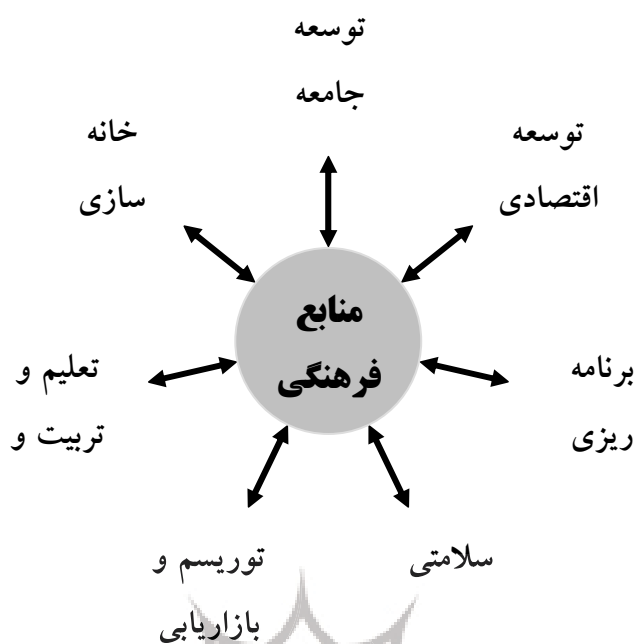 توسعه
جامعه
توسعه
اقتصادی
خانه
سازی
منابع
فرهنگی
برنامه
ریزی
تعلیم و
تربیت و
سلامتی
توریسم و
بازاریابی